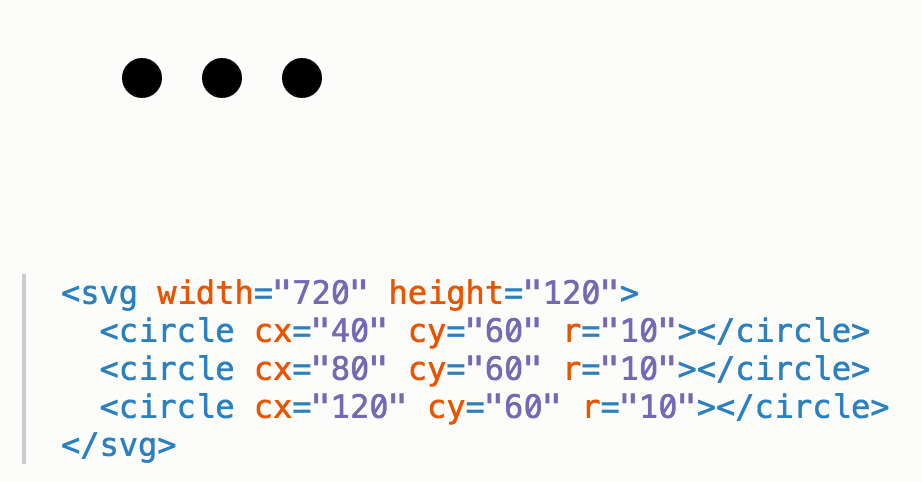 <svg width="720" height="120">
  <circle cx="40" cy="60" r="10"></circle>
  <circle cx="80" cy="60" r="10"></circle>
  <circle cx="120" cy="60" r="10"></circle>
</svg>